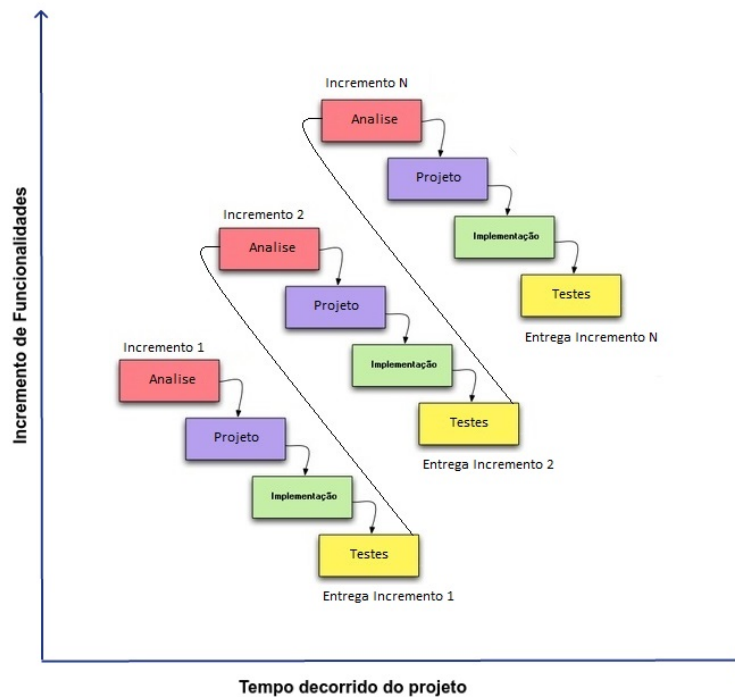 Incremento de Funcionalidades
Incremento N
Analise
Projeto
Implementação
Testes
Entrega Incremento N
Incremento 2
Analise
Projeto
Implementação
Testes
Entrega Incremento 2
Incremento 1
Analise
Projeto
Implementação
Testes
Entrega Incremento 1
Tempo decorrido do projeto